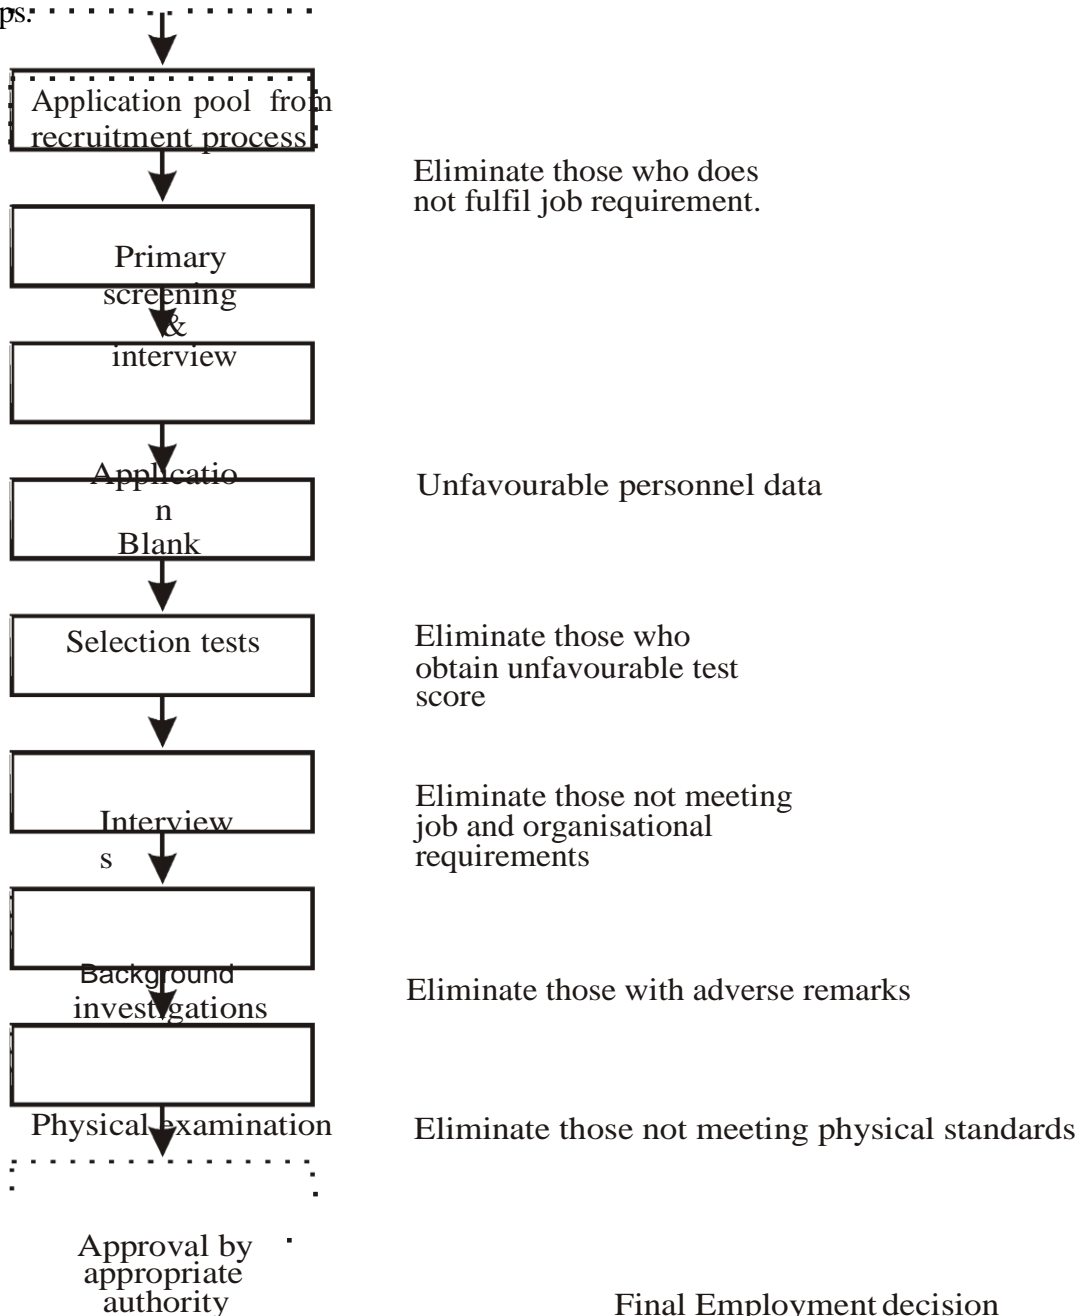 ps.
Application pool from
recruitment process
Eliminate those who does
not fulfil job requirement.
Primary
screening
&
interview
Applicatio
n
Blank
Unfavourable personnel data
Selection tests
Eliminate those who
obtain unfavourable test
score
Interview
s
Eliminate those not meeting
job and organisational
requirements
Background
investigations
Eliminate those with adverse remarks
Physical examination
Eliminate those not meeting physical standards
Approval by
appropriate
authority
Final Employment decision